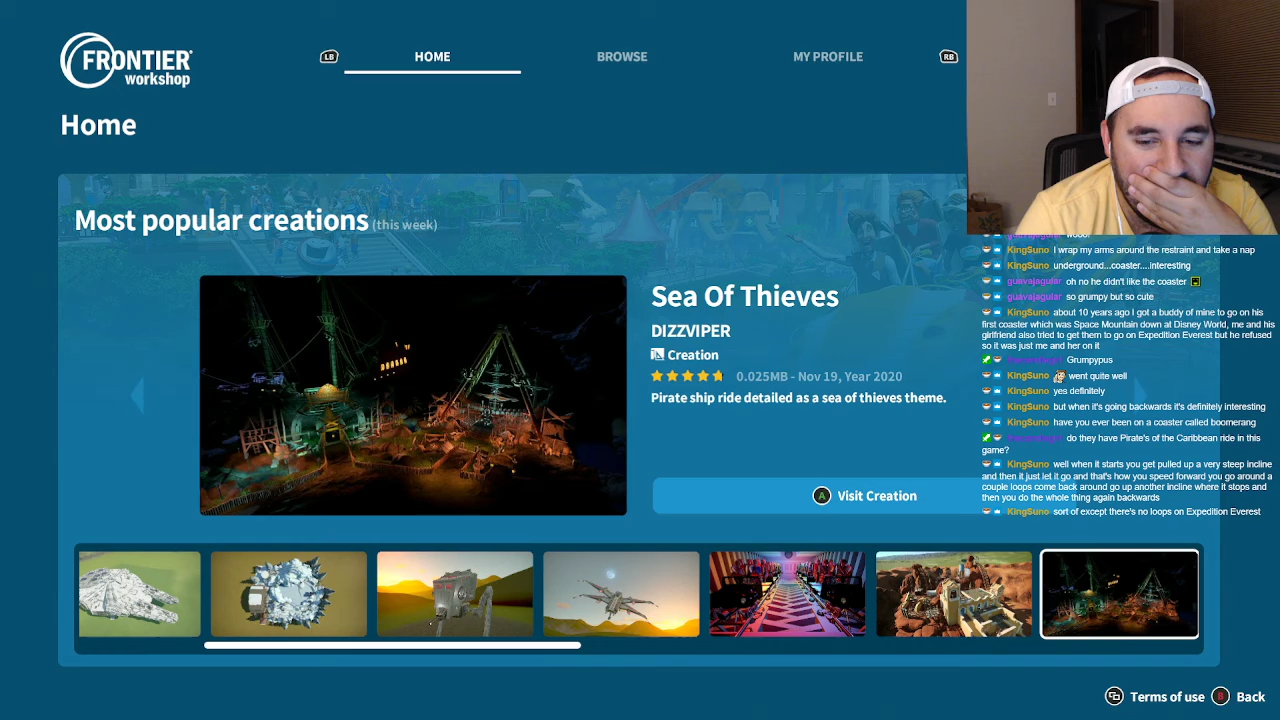 FRONTIER
workshop
LB
HOME
BROWSE
MY PROFILE
RB
Home
Most popular creations (this week)
Sea Of Thieves
DIZZVIPER
Creation
0.025MB - Nov 19, Year 2020
Pirate ship ride detailed as a sea of thieves theme.
A Visit Creation
KingSuno I wrap my arms around the restraint and take a nap
KingSuno underground...coaster....interesting
guavajaguar oh no he didn't like the coaster
guavajaguar so grumpy but so cute
KingSuno about 10 years ago I got a buddy of mine to go on his
first coaster which was Space Mountain down at Disney World, me and his
girlfriend also tried to get them to go on Expedition Everest but he refused
so it was just me and her on it
Grumpypus
KingSuno went quite well
KingSuno yes definitely
KingSuno but when it's going backwards it's definitely interesting
KingSuno have you ever been on a coaster called boomerang
do they have Pirate's of the Caribbean ride in this
game?
KingSuno well when it starts you get pulled up a very steep incline
and then it just let it go and that's how you speed forward you go around a
couple loops come back around go up another incline where it stops and
then you do the whole thing again backwards
KingSuno sort of except there's no loops on Expedition Everest
Terms of use
B Back